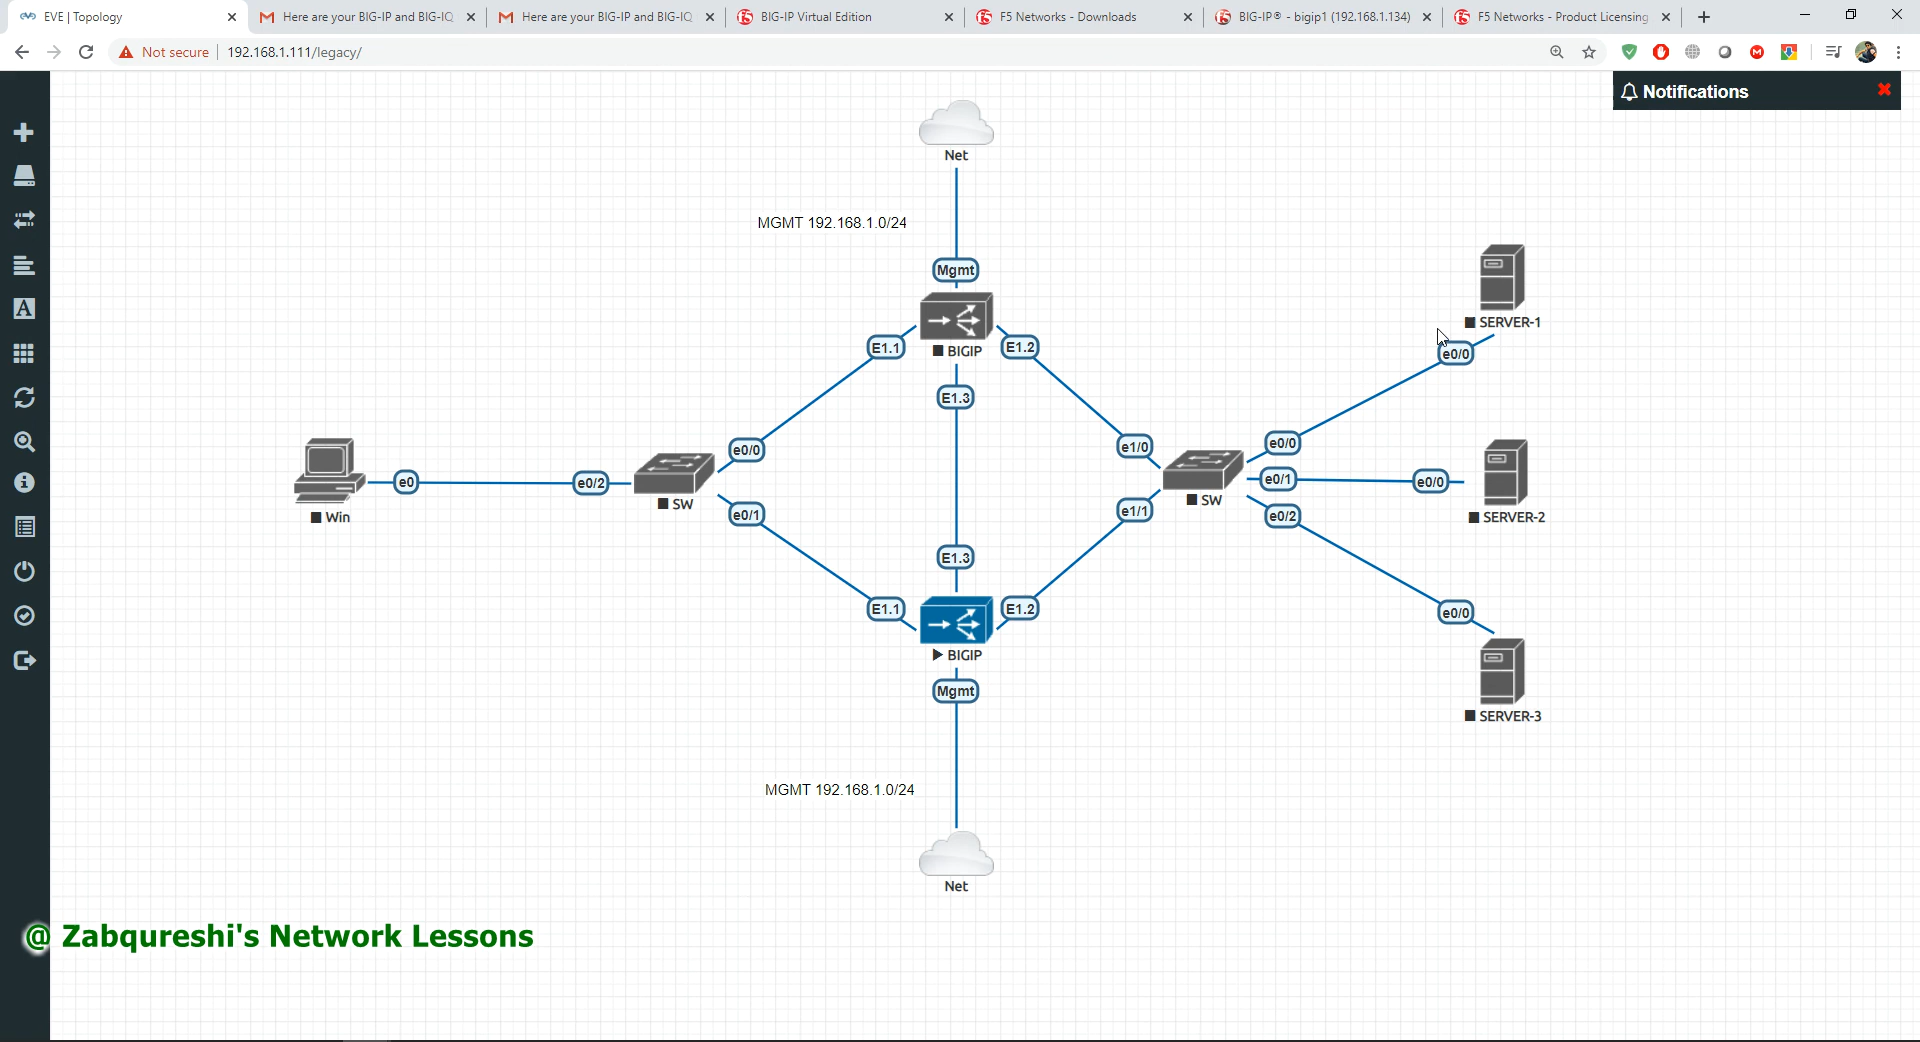 EVE | Topology
Here are your BIG-IP and BIG-IQ
Here are your BIG-IP and BIG-IQ
BIG-IP Virtual Edition
F5 Networks - Downloads
BIG-IP® - bigip1 (192.168.1.134)
F5 Networks - Product Licensing
Not secure
192.168.1.111/legacy/
Notifications
Net
MGMT 192.168.1.0/24
Mgmt
BIGIP
E1.1
E1.2
E1.3
SERVER-1
e0/0
e0/0
e1/0
e0/0
Win
e0
e0/2
SW
e0/1
SW
e0/1
e0/0
SERVER-2
e1/1
e0/2
E1.3
E1.1
E1.2
e0/0
BIGIP
Mgmt
SERVER-3
MGMT 192.168.1.0/24
Net
@ Zabqureshi's Network Lessons